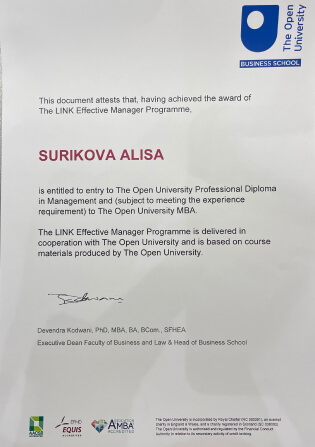 The Open
University
BUSINESS SCHOOL
This document attests that, having achieved the award of
The LINK Effective Manager Programme,
SURIKOVA ALISA
is entitled to entry to The Open University Professional Diploma
in Management and (subject to meeting the experience
requirement) to The Open University MBA.
The LINK Effective Manager Programme is delivered in
cooperation with The Open University and is based on course
materials produced by The Open University.
Devendra Kodwani, PhD, MBA, BA, BCom., SFHEA
Executive Dean Faculty of Business and Law & Head of Business School
EFMD
EQUIS
ACCREDITED
AMBA
ACCREDITED
The Open University is incorporated by Royal Charter (RC 000391), an exempt
charity in England & Wales, and a charity registered in Scotland (SC 038302).
The Open University is authorised and regulated by the Financial Conduct
Authority in relation to its secondary activity of credit broking.